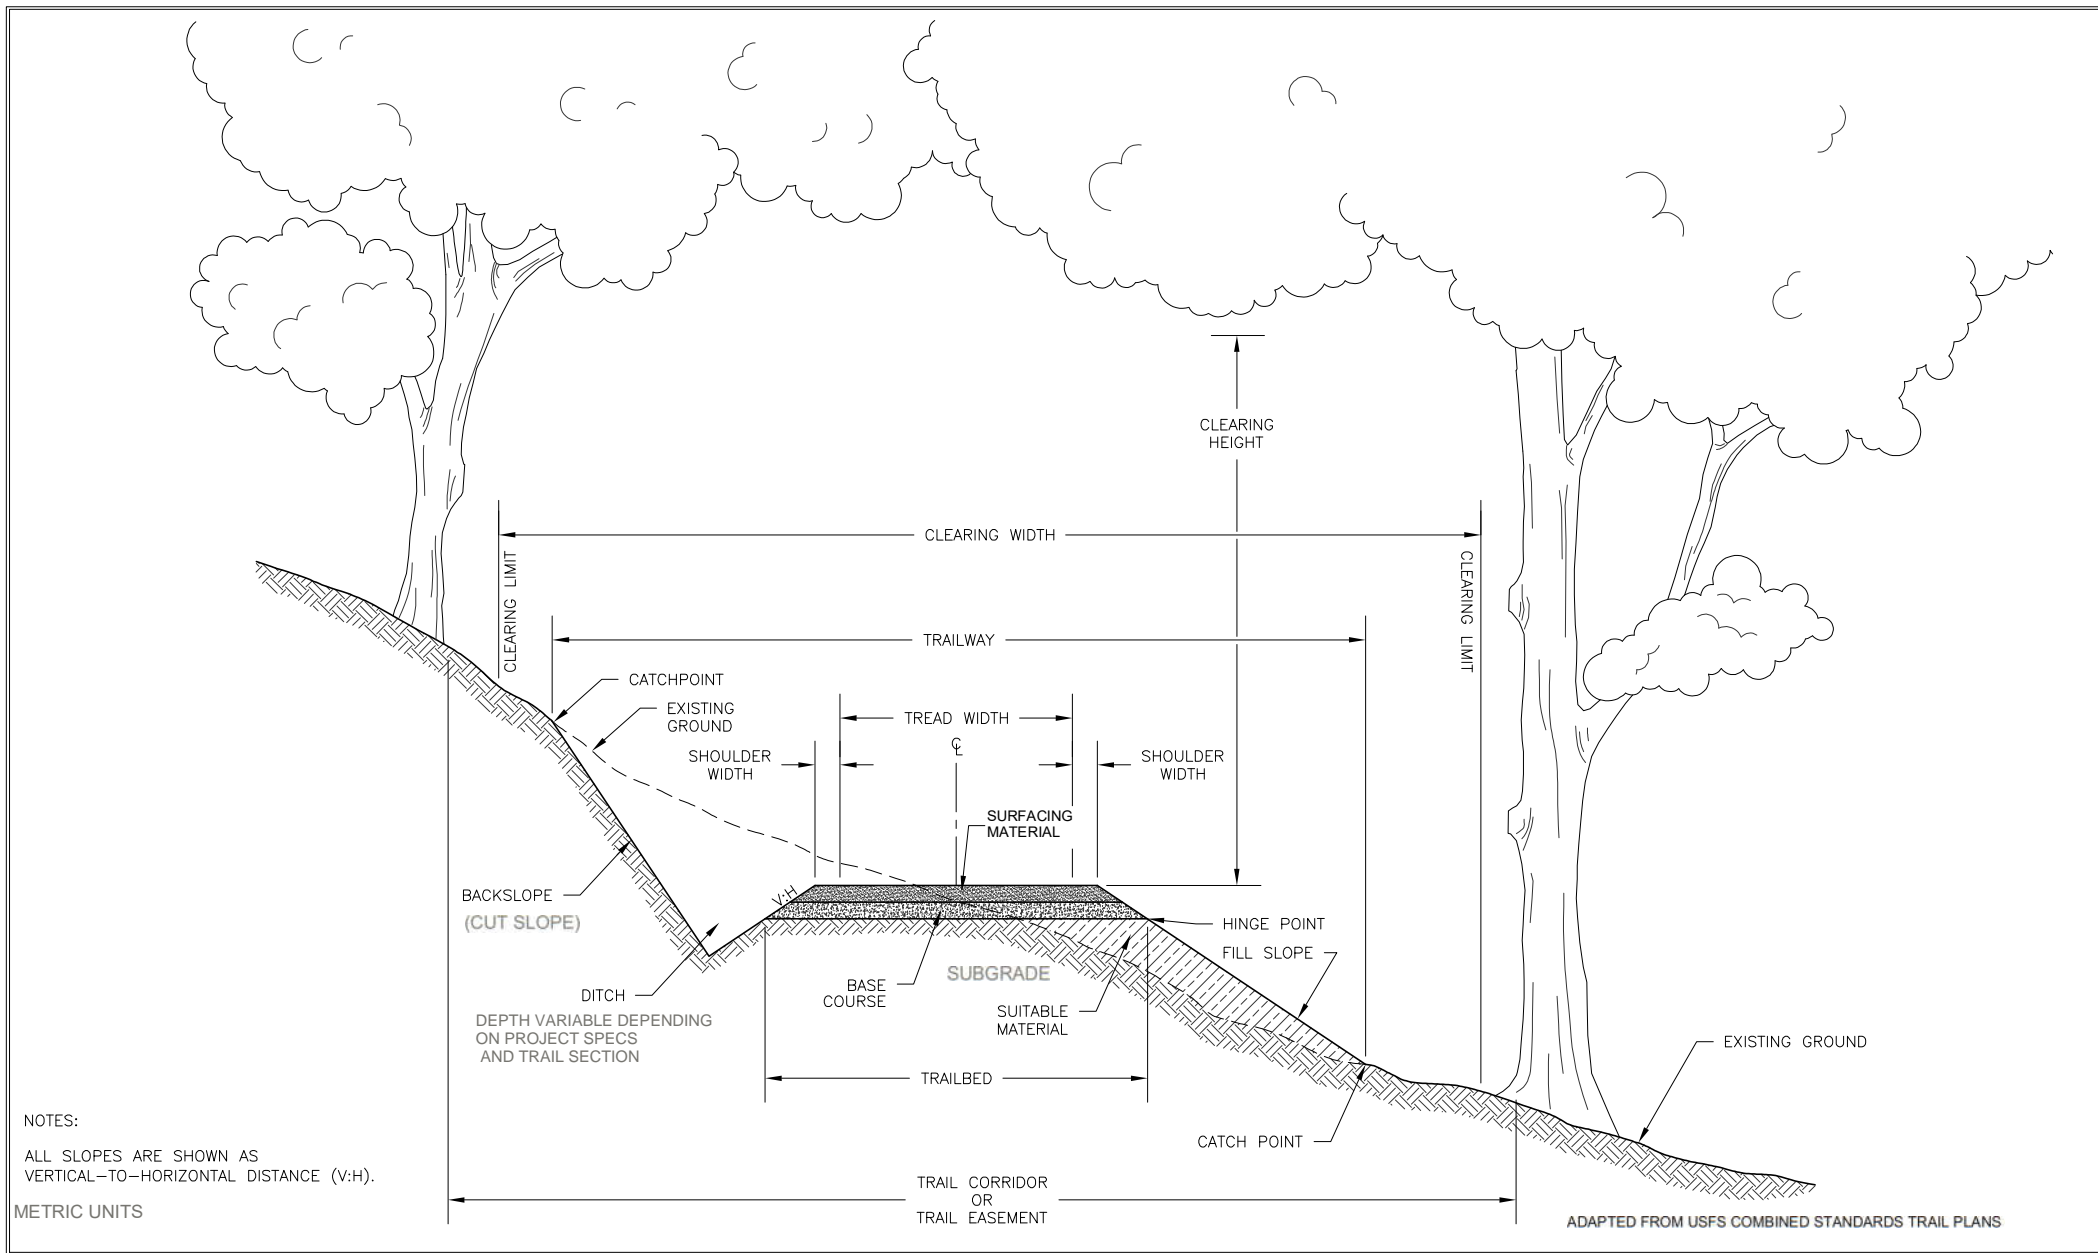 CLEARING
HEIGHT
CLEARING WIDTH
CLEARING LIMIT
CLEARING LIMIT
TRAILWAY
CATCHPOINT
EXISTING
GROUND
TREAD WIDTH
℄
SHOULDER
WIDTH
SHOULDER
WIDTH
SURFACING
MATERIAL
V:H
BACKSLOPE
(CUT SLOPE)
HINGE POINT
FILL SLOPE
SUBGRADE
BASE
COURSE
DITCH
DEPTH VARIABLE DEPENDING
ON PROJECT SPECS
AND TRAIL SECTION
SUITABLE
MATERIAL
EXISTING GROUND
TRAILBED
CATCH POINT
NOTES:
ALL SLOPES ARE SHOWN AS
VERTICAL-TO-HORIZONTAL DISTANCE (V:H).
METRIC UNITS
TRAIL CORRIDOR
OR
TRAIL EASEMENT
ADAPTED FROM USFS COMBINED STANDARDS TRAIL PLANS